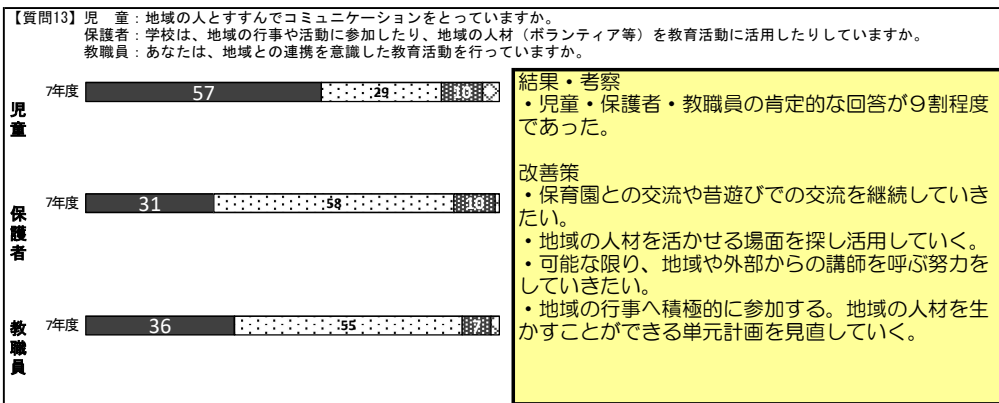 【質問13】児　童：地域の人とすすんでコミュニケーションをとっていますか。
保護者：学校は、地域の行事や活動に参加したり、地域の人材（ボランティア等）を教育活動に活用したりしていますか。
教職員：あなたは、地域との連携を意識した教育活動を行っていますか。
児童
7年度 57 29 10
保護者
7年度 31 58 10
教職員
7年度 36 55 7
結果・考察
・児童・保護者・教職員の肯定的な回答が９割程度
であった。
改善策
・保育園との交流や昔遊びでの交流を継続していき
たい。
・地域の人材を活かせる場面を探し活用していく。
・可能な限り、地域や外部からの講師を呼ぶ努力を
していきたい。
・地域の行事へ積極的に参加する。地域の人材を生
かすことができる単元計画を見直していく。